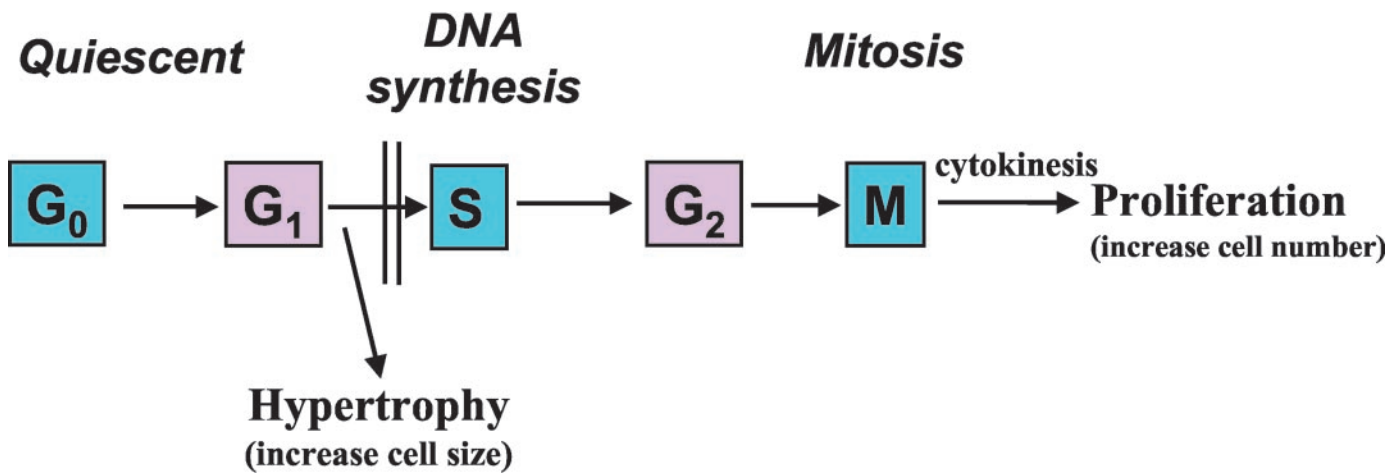 Quiescent
DNA
synthesis
Mitosis
G₀
G₁
S
G₂
M
cytokinesis
Proliferation
(increase cell number)
Hypertrophy
(increase cell size)